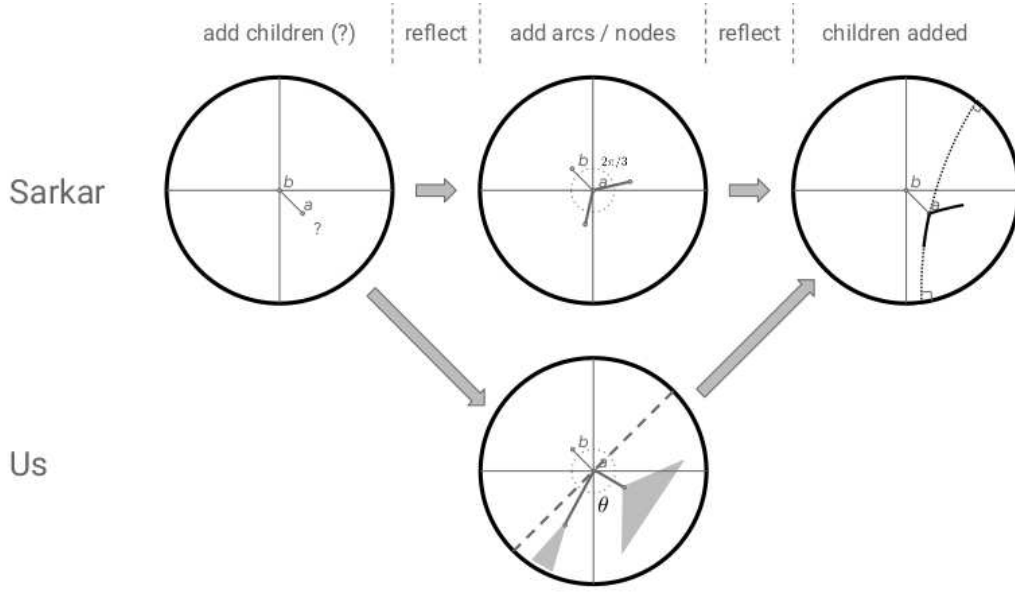 add children (?) reflect add arcs / nodes reflect children added
Sarkar
b
a
?
b
2π/3
a
b
a
Us
b
a
θ